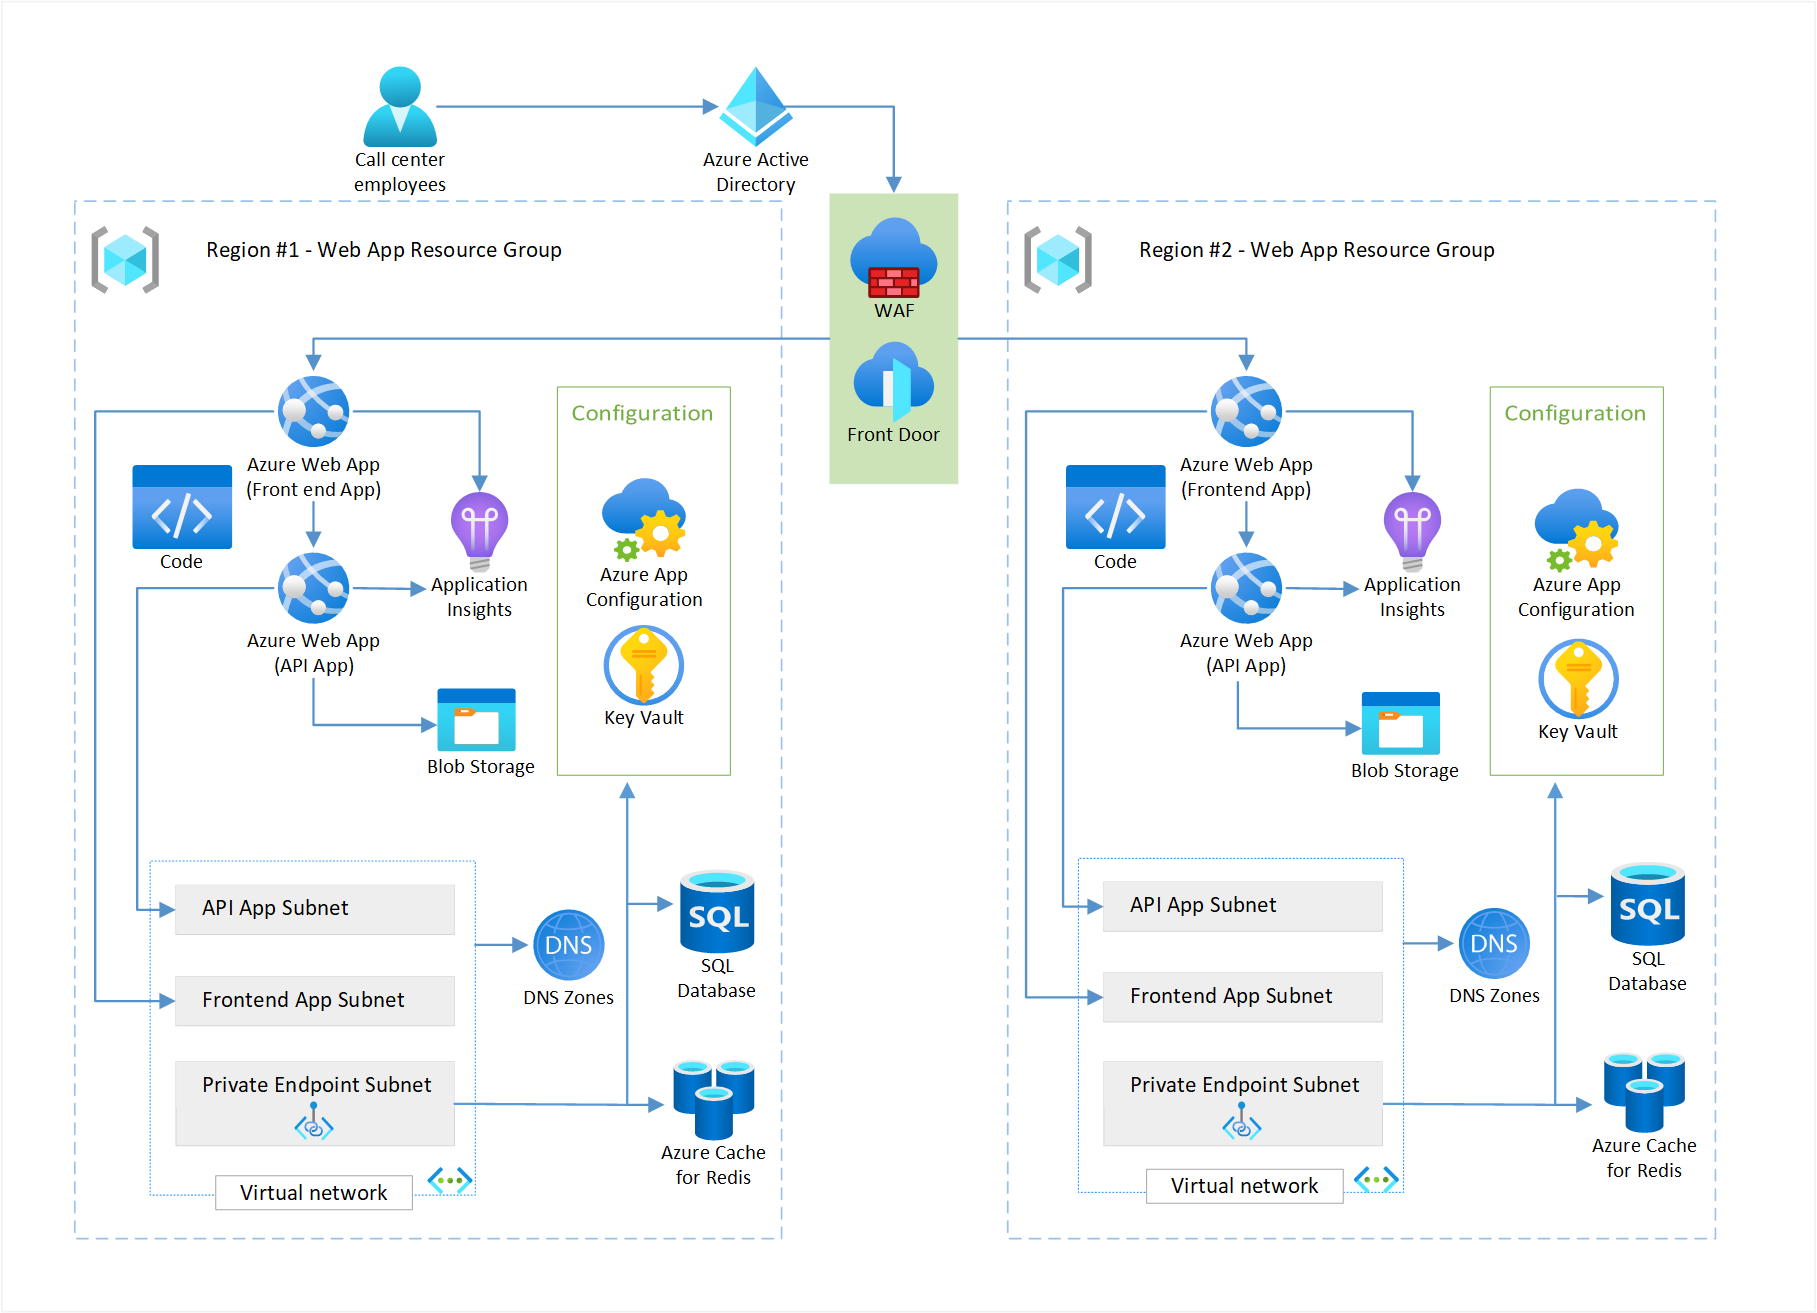 Call center
employees
Azure Active
Directory
WAF
Front Door
Region #1 - Web App Resource Group
Azure Web App
(Front end App)
Code
Application
Insights
Azure Web App
(API App)
Blob Storage
Configuration
Azure App
Configuration
Key Vault
API App Subnet
Frontend App Subnet
Private Endpoint Subnet
Virtual network
DNS
DNS Zones
SQL
SQL
Database
Azure Cache
for Redis
Region #2 - Web App Resource Group
Azure Web App
(Frontend App)
Code
Application
Insights
Azure Web App
(API App)
Blob Storage
Configuration
Azure App
Configuration
Key Vault
API App Subnet
Frontend App Subnet
Private Endpoint Subnet
Virtual network
DNS
DNS Zones
SQL
SQL
Database
Azure Cache
for Redis